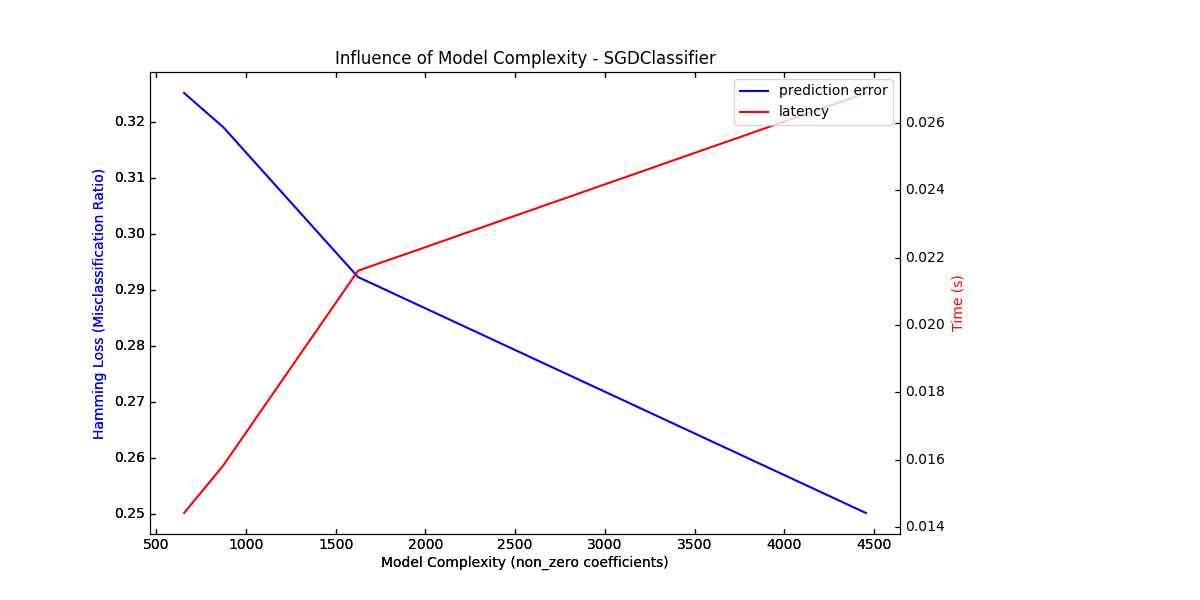 Influence of Model Complexity - SGDClassifier
prediction error
latency
0.32
0.31
0.30
0.29
0.28
0.27
0.26
0.25
Hamming Loss (Misclassification Ratio)
0.026
0.024
0.022
0.020
0.018
0.016
0.014
Time (s)
500 1000 1500 2000 2500 3000 3500 4000 4500
Model Complexity (non_zero coefficients)